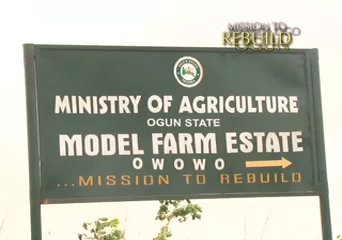 MISSION TO
REBUILD
MINISTRY OF AGRICULTURE
OGUN STATE
MODEL FARM ESTATE
OWOWO
...MISSION TO REBUILD